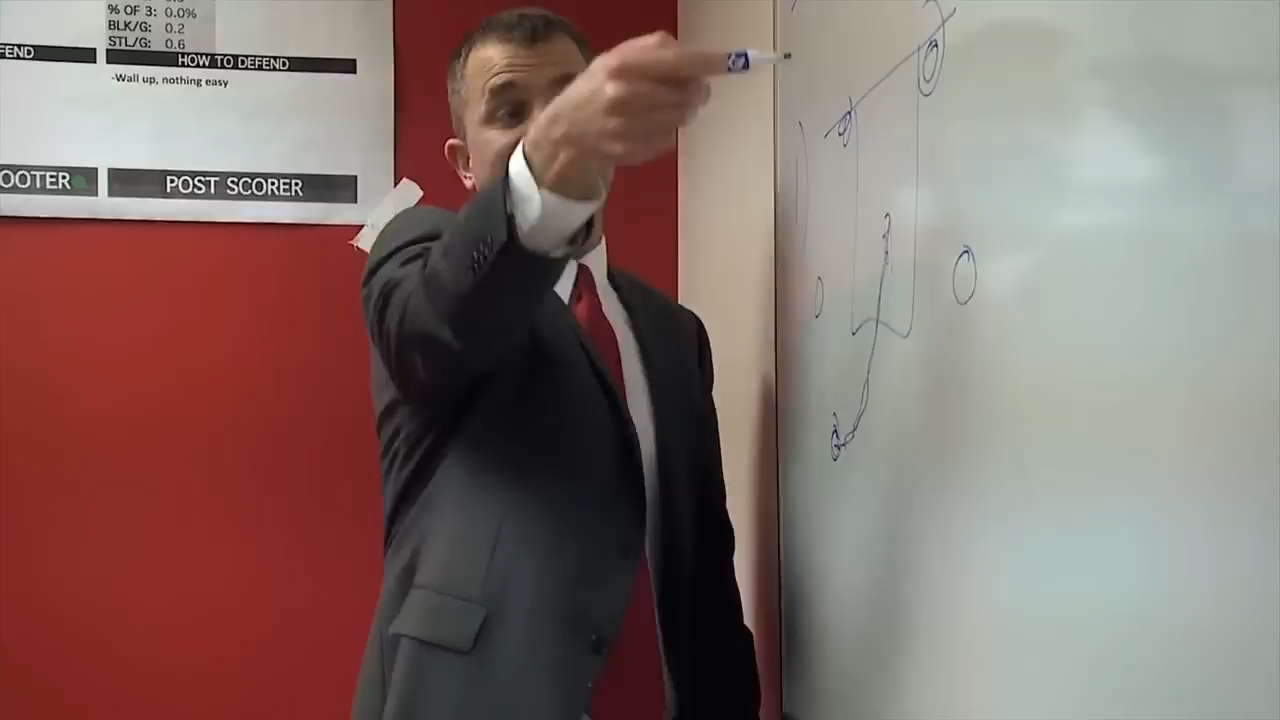 % OF 3: 0.0%
BLK/G: 0.2
STL/G: 0.6
FEND HOW TO DEFEND
-Wall up, nothing easy
OOTER POST SCORER